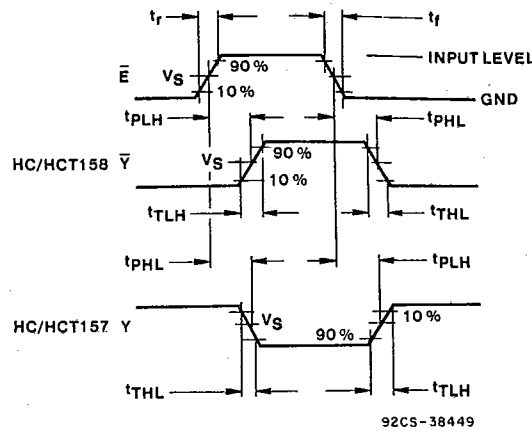 tr
tf
INPUT LEVEL
E
VS
90 %
10 %
GND
tPLH
tPHL
HC/HCT158 Y
VS
90 %
10 %
tTLH
tTHL
tPHL
tPLH
HC/HCT157 Y
VS
90 %
10 %
tTHL
tTLH
92CS-38449